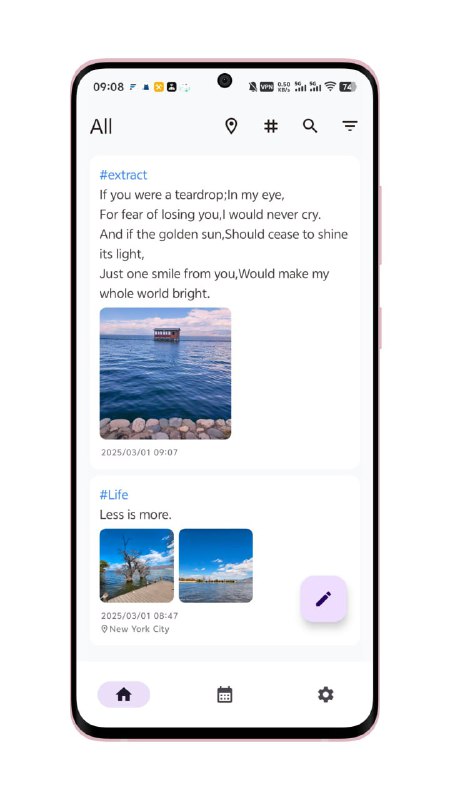 09:08
VPN
0.50
KB/s
5G
5G
74
All
#extract
If you were a teardrop;In my eye,
For fear of losing you,I would never cry.
And if the golden sun,Should cease to shine
its light,
Just one smile from you,Would make my
whole world bright.
2025/03/01 09:07
#Life
Less is more.
2025/03/01 08:47
New York City